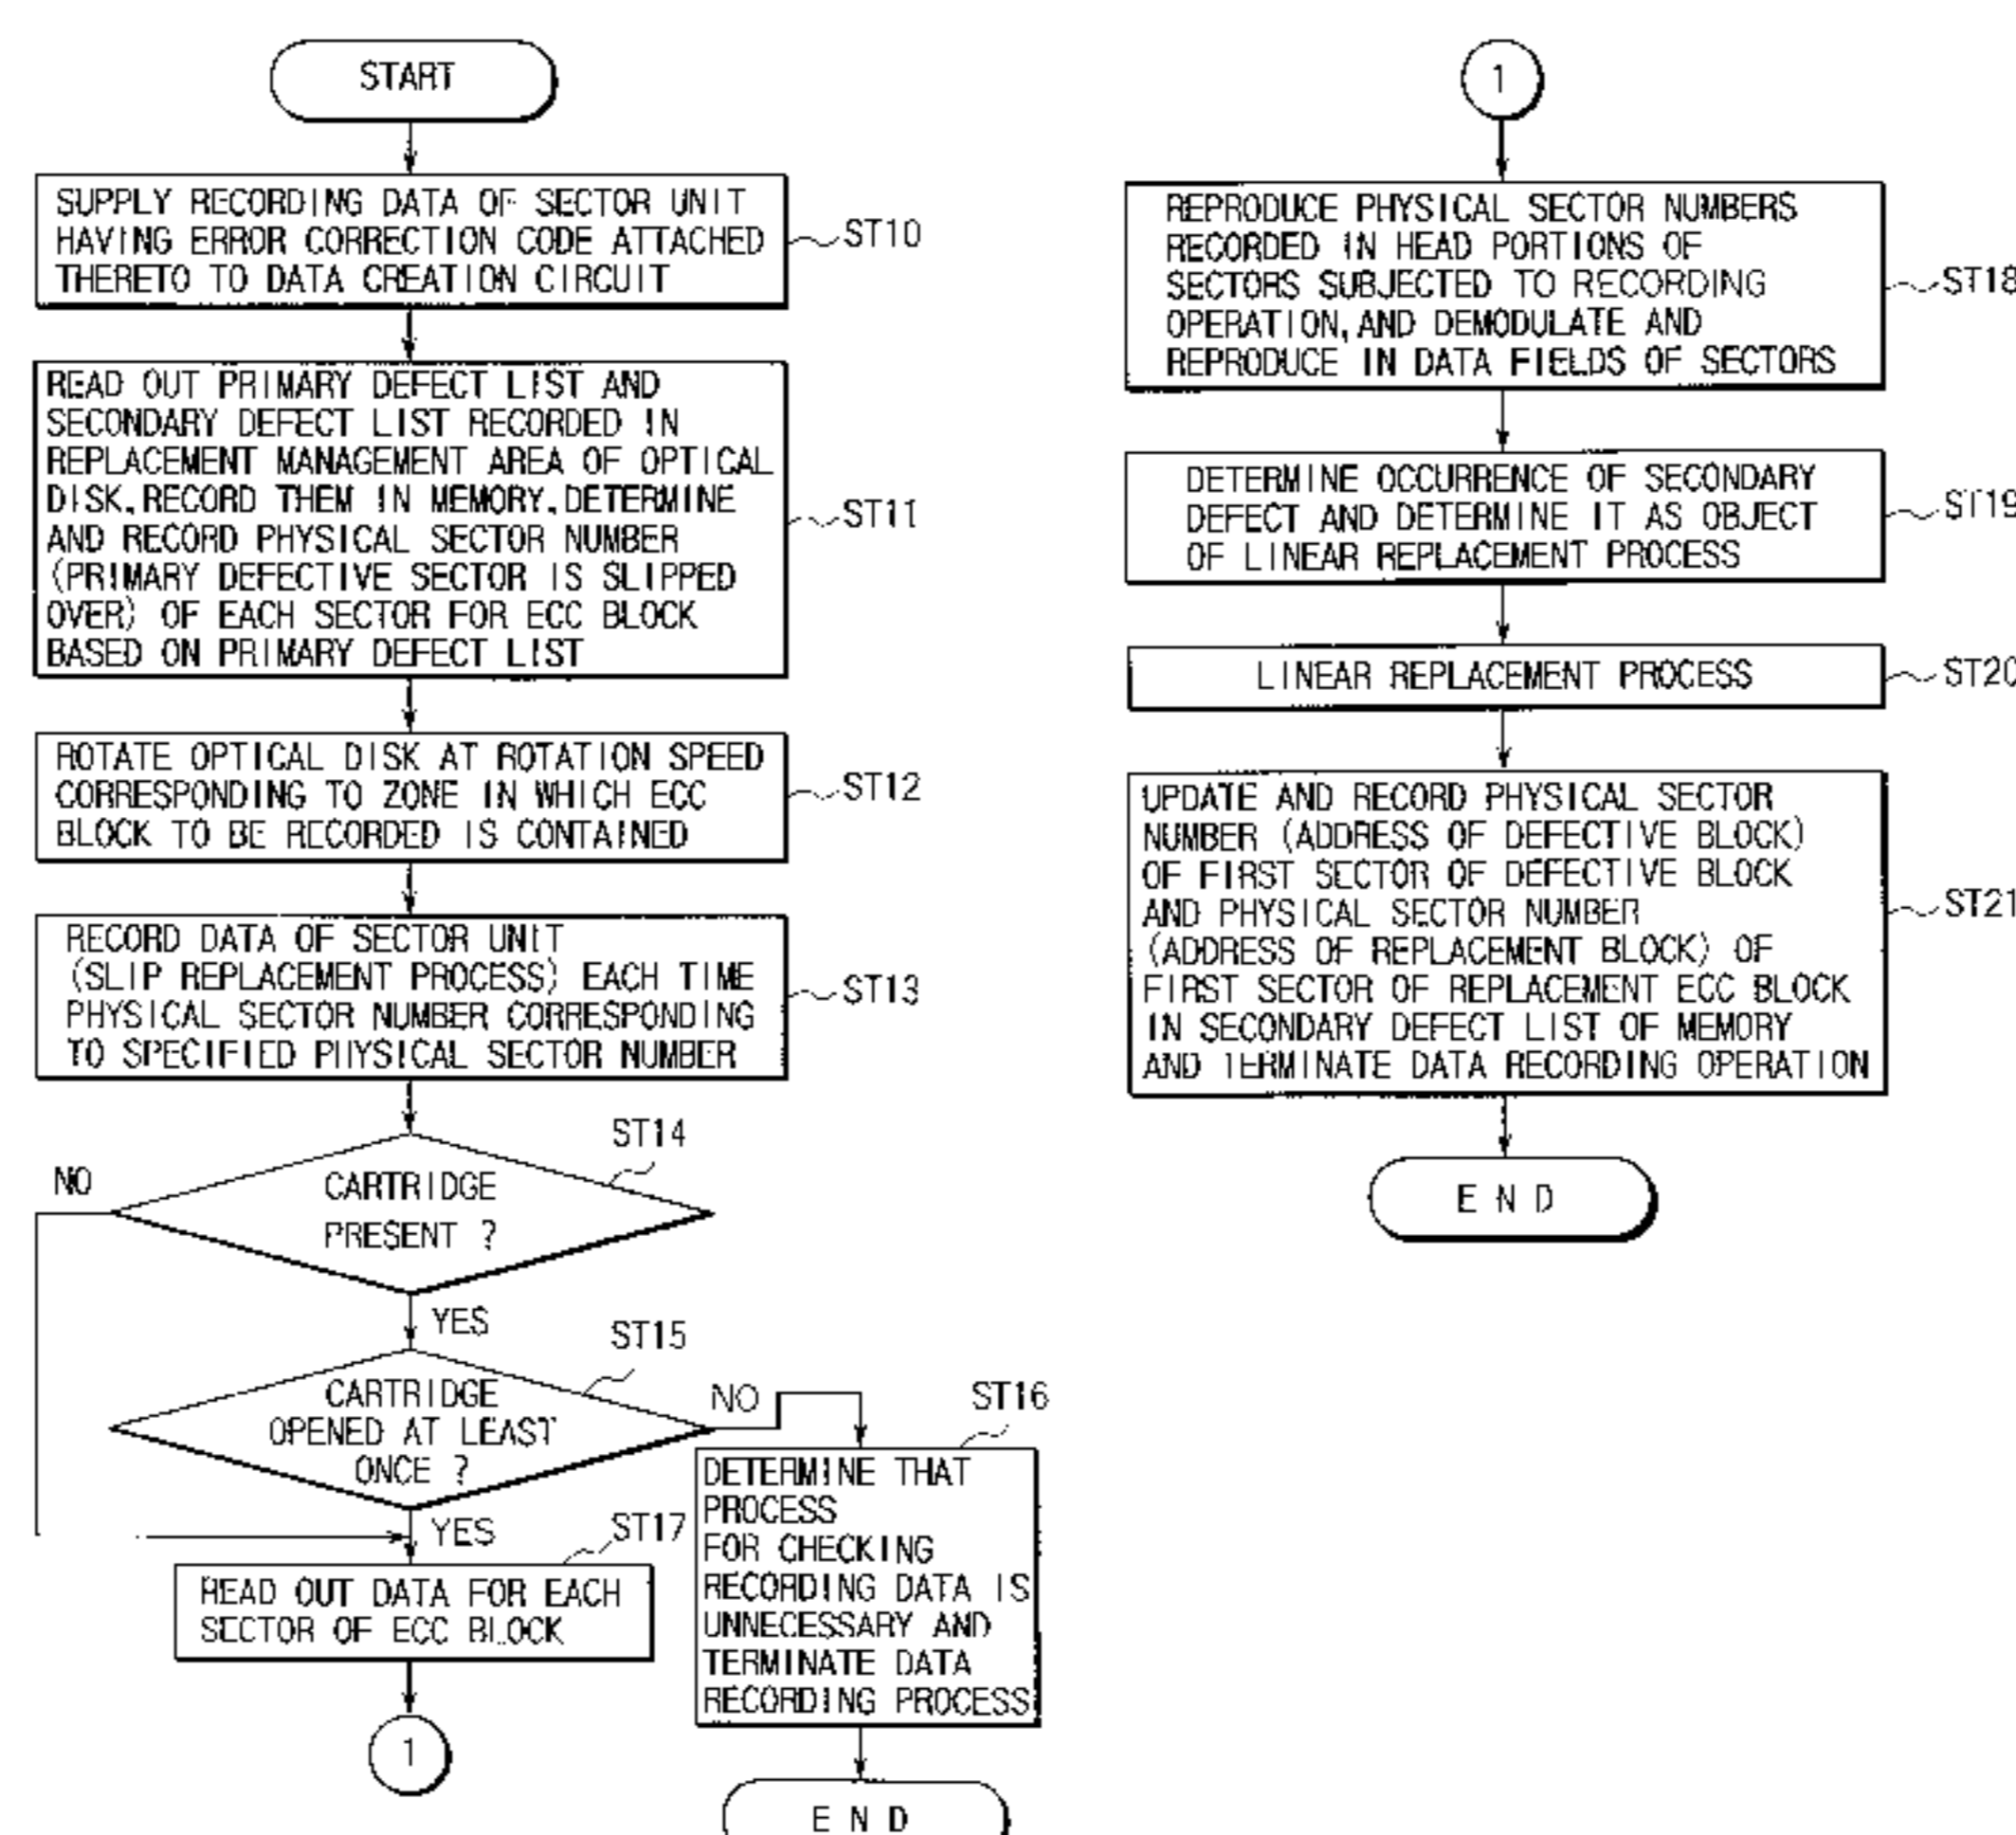 START
SUPPLY RECORDING DATA OF SECTOR UNIT
HAVING ERROR CORRECTION CODE ATTACHED
THERETO TO DATA CREATION CIRCUIT
ST10
READ OUT PRIMARY DEFECT LIST AND
SECONDARY DEFECT LIST RECORDED IN
REPLACEMENT MANAGEMENT AREA OF OPTICAL
DISK, RECORD THEM IN MEMORY, DETERMINE
AND RECORD PHYSICAL SECTOR NUMBER
(PRIMARY DEFECTIVE SECTOR IS SLIPPED
OVER) OF EACH SECTOR FOR ECC BLOCK
BASED ON PRIMARY DEFECT LIST
ST11
ROTATE OPTICAL DISK AT ROTATION SPEED
CORRESPONDING TO ZONE IN WHICH ECC
BLOCK TO BE RECORDED IS CONTAINED
ST12
RECORD DATA OF SECTOR UNIT
(SLIP REPLACEMENT PROCESS) EACH TIME
PHYSICAL SECTOR NUMBER CORRESPONDING
TO SPECIFIED PHYSICAL SECTOR NUMBER
ST13
ST14
NO
CARTRIDGE
PRESENT ?
YES
ST15
CARTRIDGE
OPENED AT LEAST
ONCE ?
NO
ST16
DETERMINE THAT
PROCESS
FOR CHECKING
RECORDING DATA IS
UNNECESSARY AND
TERMINATE DATA
RECORDING PROCESS
END
YES
ST17
READ OUT DATA FOR EACH
SECTOR OF ECC BLOCK
1
1
REPRODUCE PHYSICAL SECTOR NUMBERS
RECORDED IN HEAD PORTIONS OF
SECTORS SUBJECTED TO RECORDING
OPERATION, AND DEMODULATE AND
REPRODUCE IN DATA FIELDS OF SECTORS
ST18
DETERMINE OCCURRENCE OF SECONDARY
DEFECT AND DETERMINE IT AS OBJECT
OF LINEAR REPLACEMENT PROCESS
ST19
LINEAR REPLACEMENT PROCESS
ST20
UPDATE AND RECORD PHYSICAL SECTOR
NUMBER (ADDRESS OF DEFECTIVE BLOCK)
OF FIRST SECTOR OF DEFECTIVE BLOCK
AND PHYSICAL SECTOR NUMBER
(ADDRESS OF REPLACEMENT BLOCK) OF
FIRST SECTOR OF REPLACEMENT ECC BLOCK
IN SECONDARY DEFECT LIST OF MEMORY
AND TERMINATE DATA RECORDING OPERATION
ST21
END